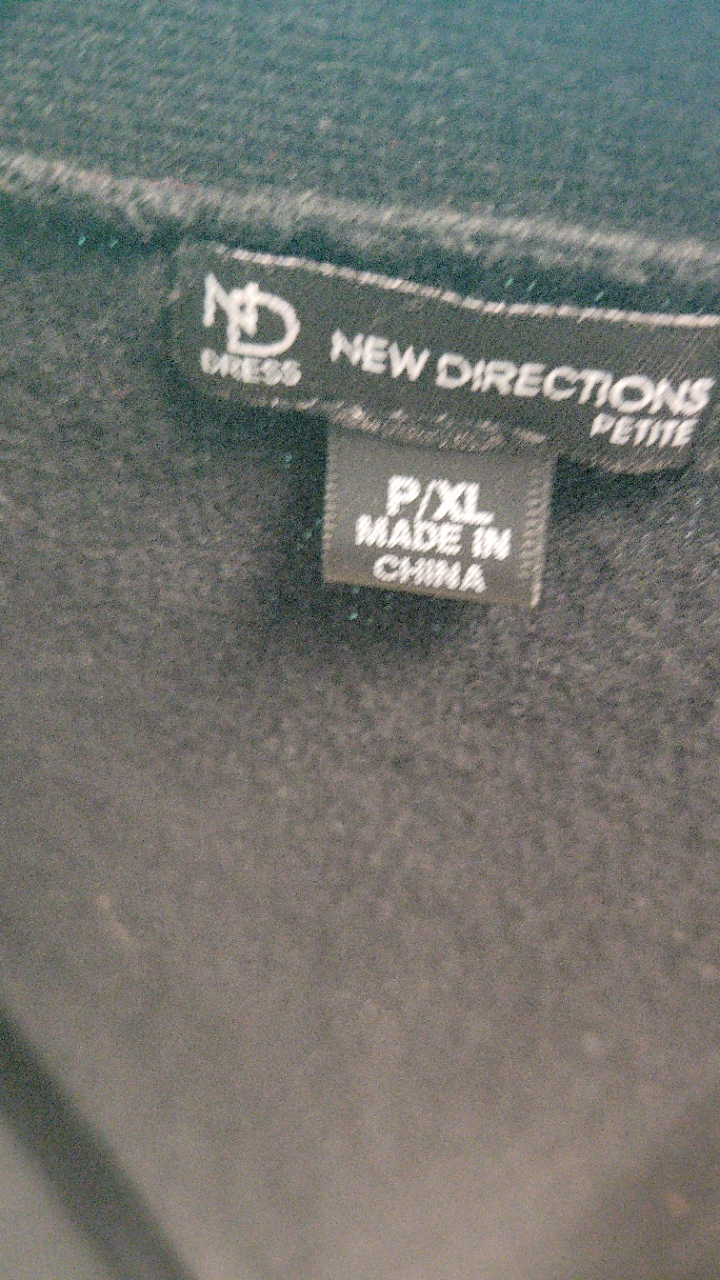 ND
DRESS
NEW DIRECTIONS
PETITE
P/XL
MADE IN
CHINA